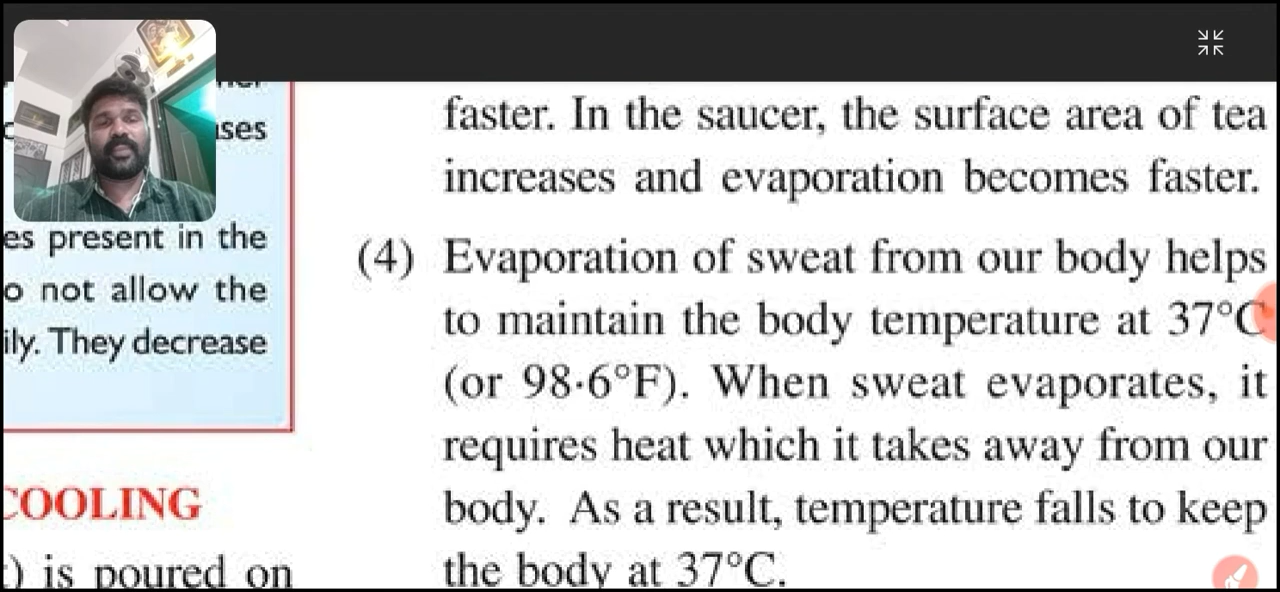 ses
es present in the
o not allow the
ily. They decrease
COOLING
) is poured on
faster. In the saucer, the surface area of tea
increases and evaporation becomes faster.
(4) Evaporation of sweat from our body helps
to maintain the body temperature at 37°C
(or 98·6°F). When sweat evaporates, it
requires heat which it takes away from our
body. As a result, temperature falls to keep
the body at 37°C.